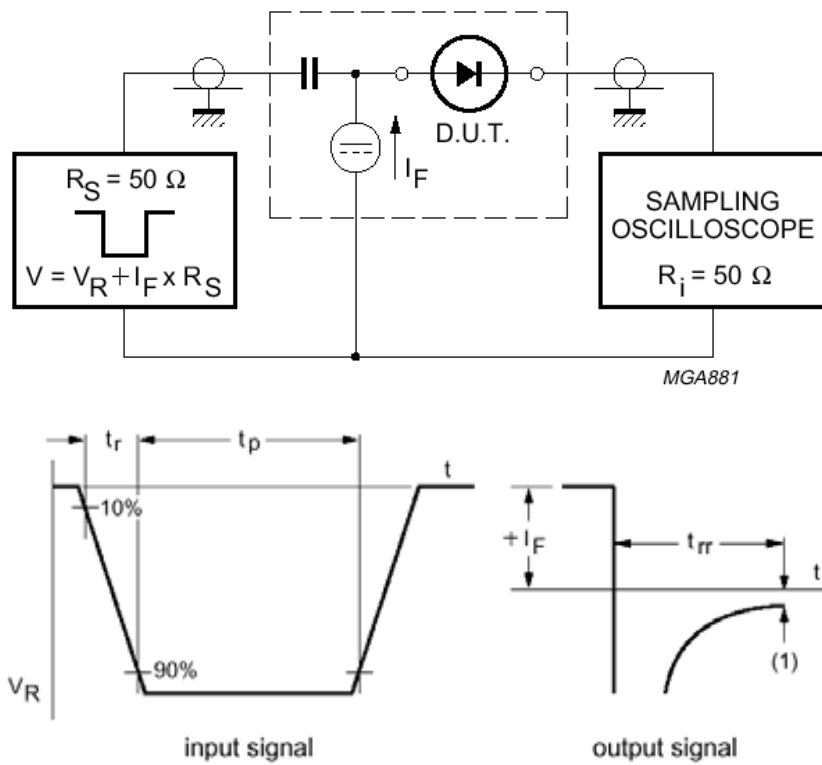 D.U.T.
I_F
R_S = 50 Ω
V = V_R + I_F x R_S
SAMPLING
OSCILLOSCOPE
R_i = 50 Ω
MGA881
t_r
t_p
t
10%
90%
V_R
input signal
+ I_F
t_rr
t
(1)
output signal